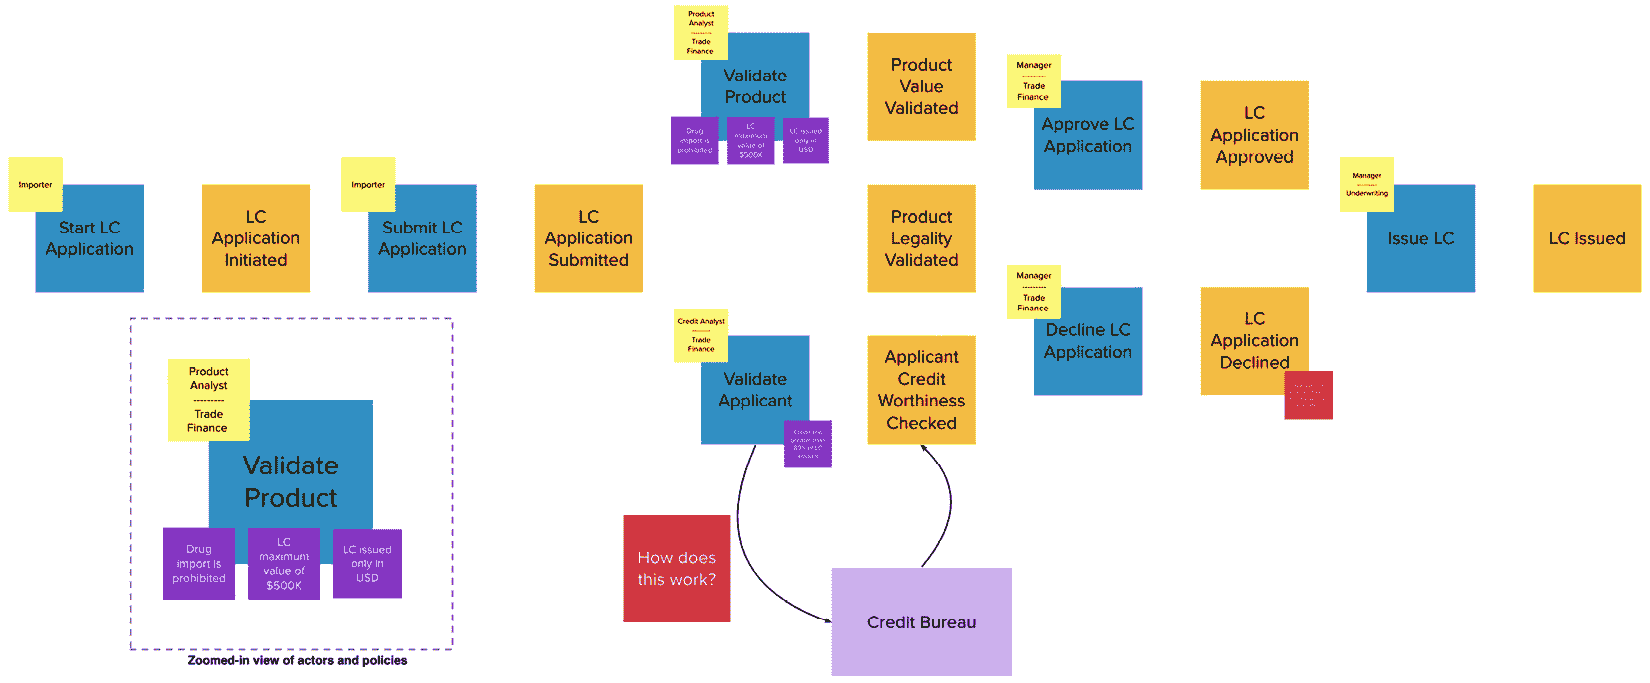 Product
Analyst
---------
Trade
Finance
Validate
Product
Drug
import is
prohibited
LC
maximum
value of
$500K
LC issued
only in
USD
Product
Value
Validated
Manager
---------
Trade
Finance
Approve LC
Application
LC
Application
Approved
Importer
Start LC
Application
LC
Application
Initiated
Importer
Submit LC
Application
LC
Application
Submitted
Product
Legality
Validated
Manager
---------
Underwriting
Issue LC
LC Issued
Manager
---------
Trade
Finance
Decline LC
Application
LC
Application
Declined
Credit Analyst
--------
Trade
Finance
Validate
Applicant
Applicant
Credit
Worthiness
Checked
How does
this work?
Credit Bureau
Product
Analyst
---------
Trade
Finance
Validate
Product
Drug
import is
prohibited
LC
maximum
value of
$500K
LC issued
only in
USD
Zoomed-in view of actors and policies